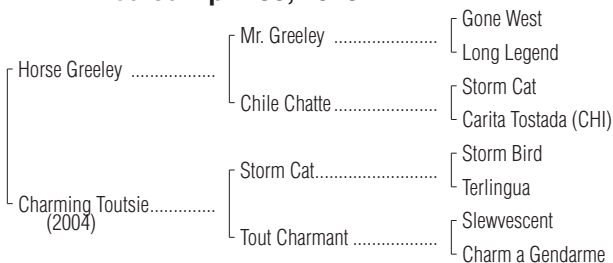 Gone West
Mr. Greeley ..................
Long Legend
Horse Greeley .................
Storm Cat
Chile Chatte ..................
Carita Tostada (CHI)
Storm Bird
Storm Cat.....................
Terlingua
Charming Toutsie.............
(2004)
Slewvescent
Tout Charmant .................
Charm a Gendarme